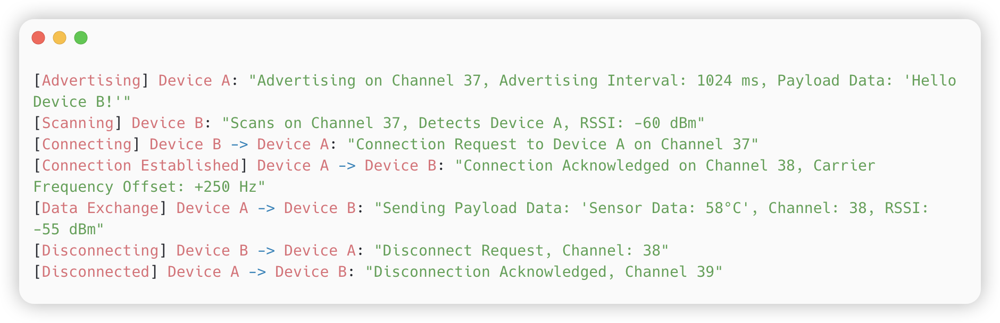 [Advertising] Device A: "Advertising on Channel 37, Advertising Interval: 1024 ms, Payload Data: 'Hello
Device B!'"
[Scanning] Device B: "Scans on Channel 37, Detects Device A, RSSI: -60 dBm"
[Connecting] Device B -> Device A: "Connection Request to Device A on Channel 37"
[Connection Established] Device A -> Device B: "Connection Acknowledged on Channel 38, Carrier
Frequency Offset: +250 Hz"
[Data Exchange] Device A -> Device B: "Sending Payload Data: 'Sensor Data: 58°C', Channel: 38, RSSI:
-55 dBm"
[Disconnecting] Device B -> Device A: "Disconnect Request, Channel: 38"
[Disconnected] Device A -> Device B: "Disconnection Acknowledged, Channel 39"